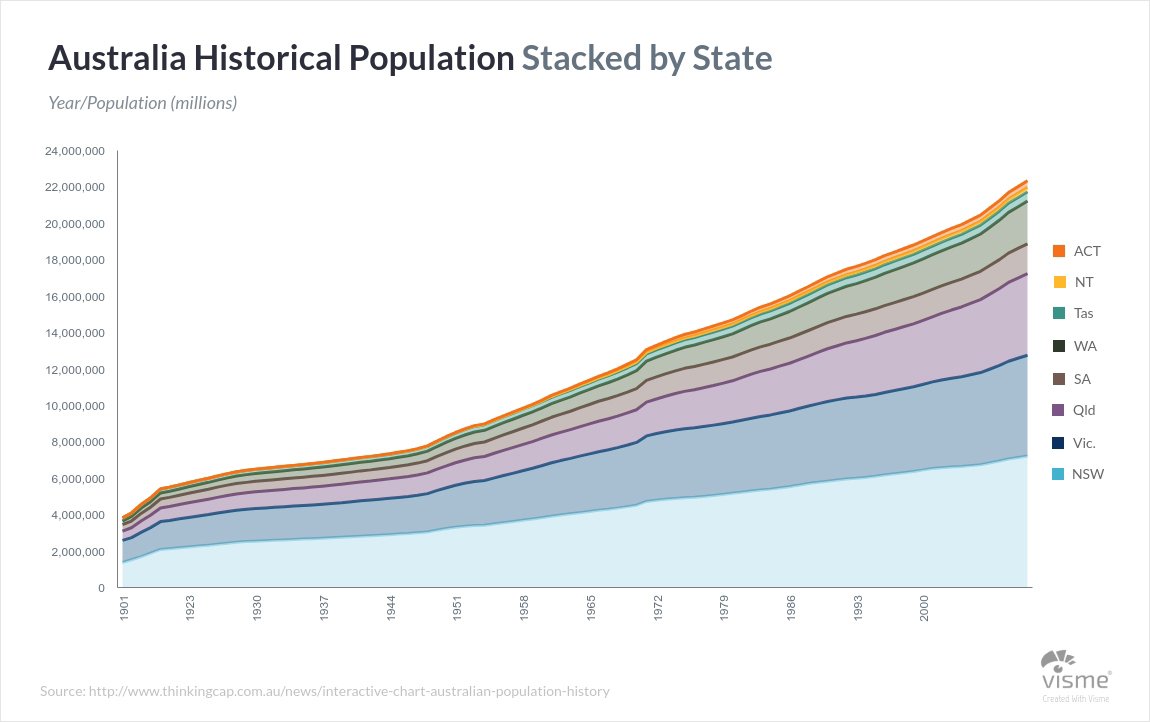 Australia Historical Population Stacked by State
Year/Population (millions)
24,000,000
22,000,000
20,000,000
18,000,000
16,000,000
14,000,000
12,000,000
10,000,000
8,000,000
6,000,000
4,000,000
2,000,000
0
1901
1923
1930
1937
1944
1951
1958
1965
1972
1979
1986
1993
2000
ACT
NT
Tas
WA
SA
Qld
Vic.
NSW
Source: http://www.thinkingcap.com.au/news/interactive-chart-australian-population-history
visme®
Created With Visme